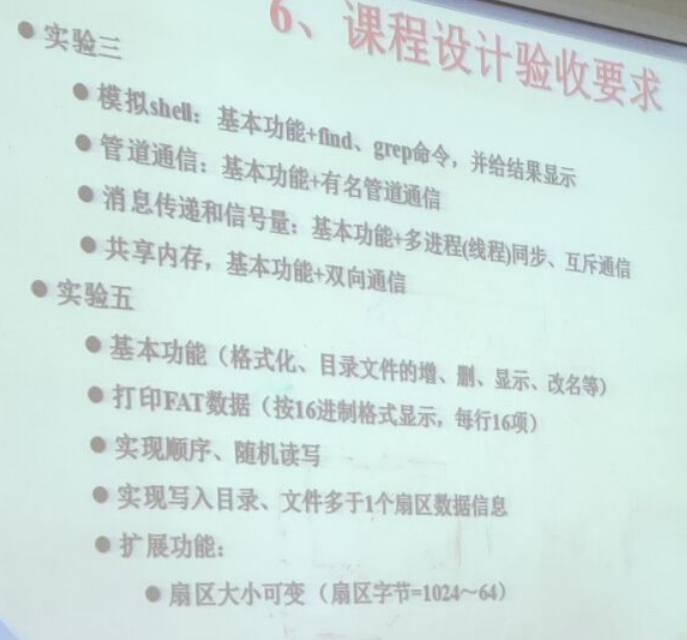 6、课程设计验收要求
● 实验三
● 模拟shell：基本功能+find、grep命令，并给结果显示
● 管道通信：基本功能+有名管道通信
● 消息传递和信号量：基本功能+多进程(线程)同步、互斥通信
● 共享内存，基本功能+双向通信
● 实验五
● 基本功能（格式化、目录文件的增、删、显示、改名等）
● 打印FAT数据（按16进制格式显示，每行16项）
● 实现顺序、随机读写
● 实现写入目录、文件多于1个扇区数据信息
● 扩展功能：
● 扇区大小可变（扇区字节=1024～64）